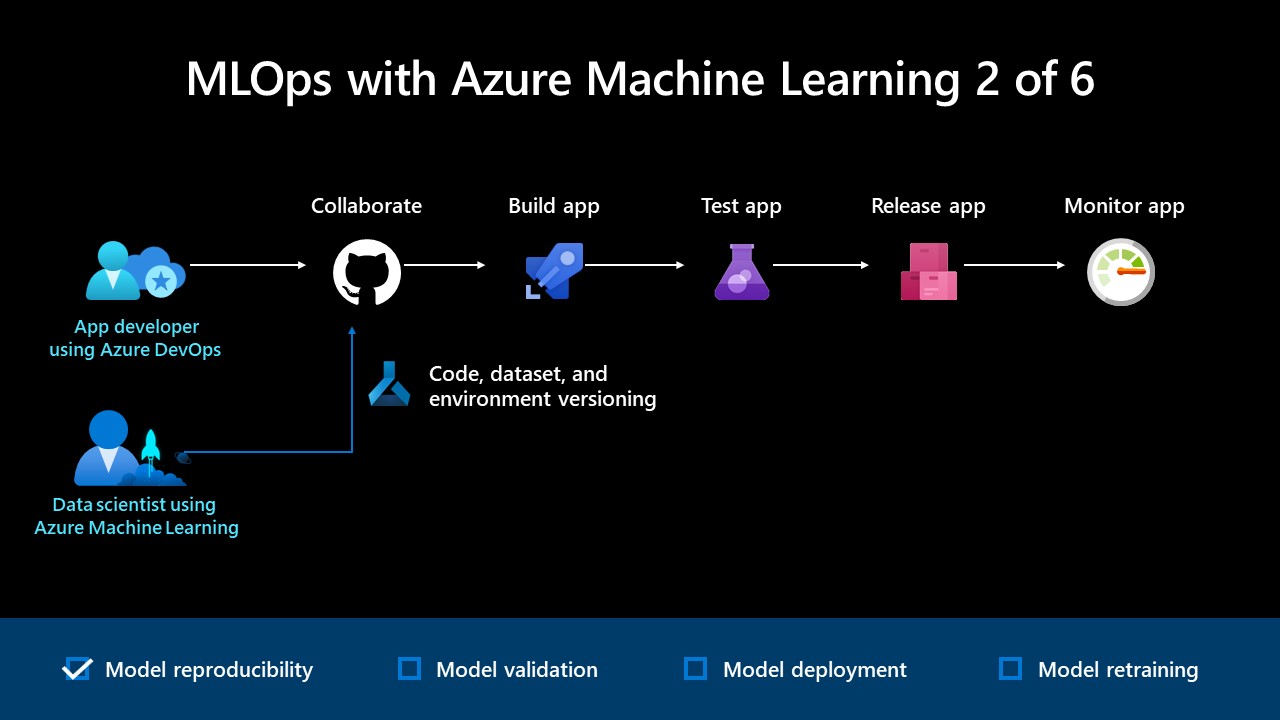 MLOps with Azure Machine Learning 2 of 6
Collaborate
Build app
Test app
Release app
Monitor app
App developer
using Azure DevOps
Code, dataset, and
environment versioning
Data scientist using
Azure Machine Learning
Model reproducibility
Model validation
Model deployment
Model retraining